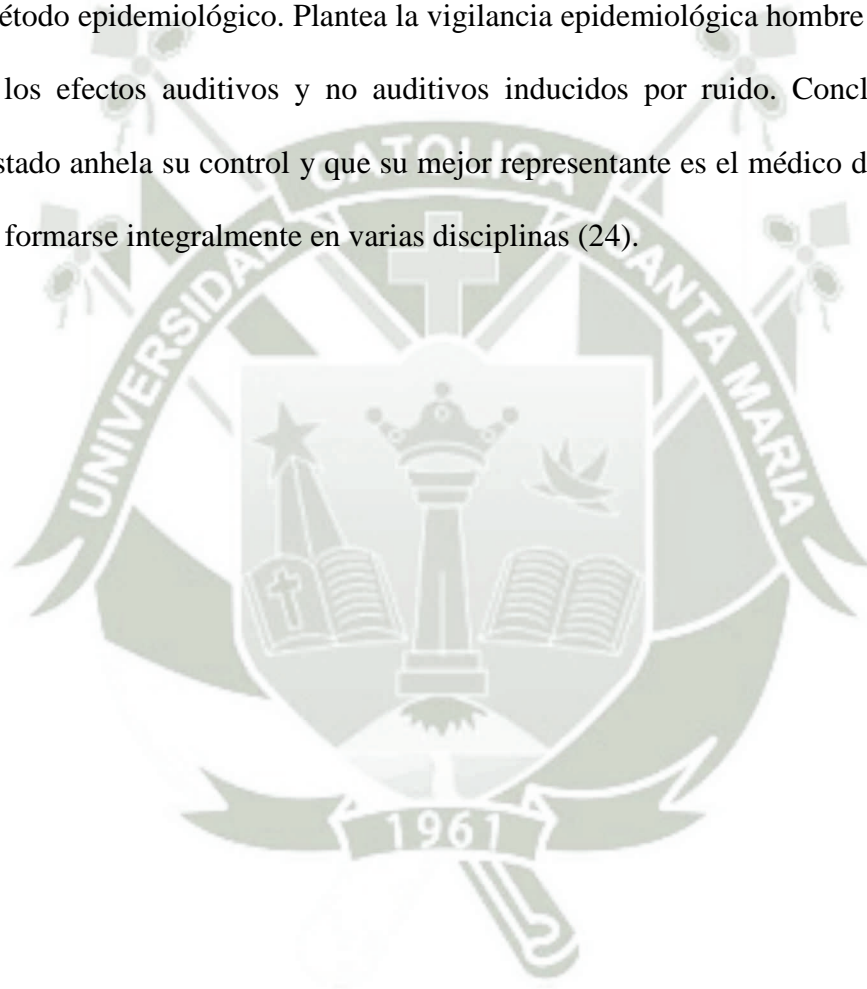 étodo epidemiológico. Plantea la vigilancia epidemiológica hombre
los efectos auditivos y no auditivos inducidos por ruido. Concl
stado anhela su control y que su mejor representante es el médico d
formarse integralmente en varias disciplinas (24).
UNIVERSIDAD CATOLICA ANTA MARIA
1961